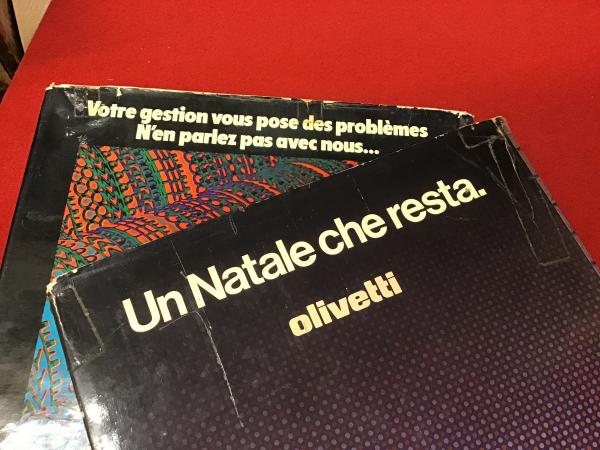 Votre gestion vous pose des problèmes
N'en parlez pas avec nous...
Un Natale che resta.
olivetti